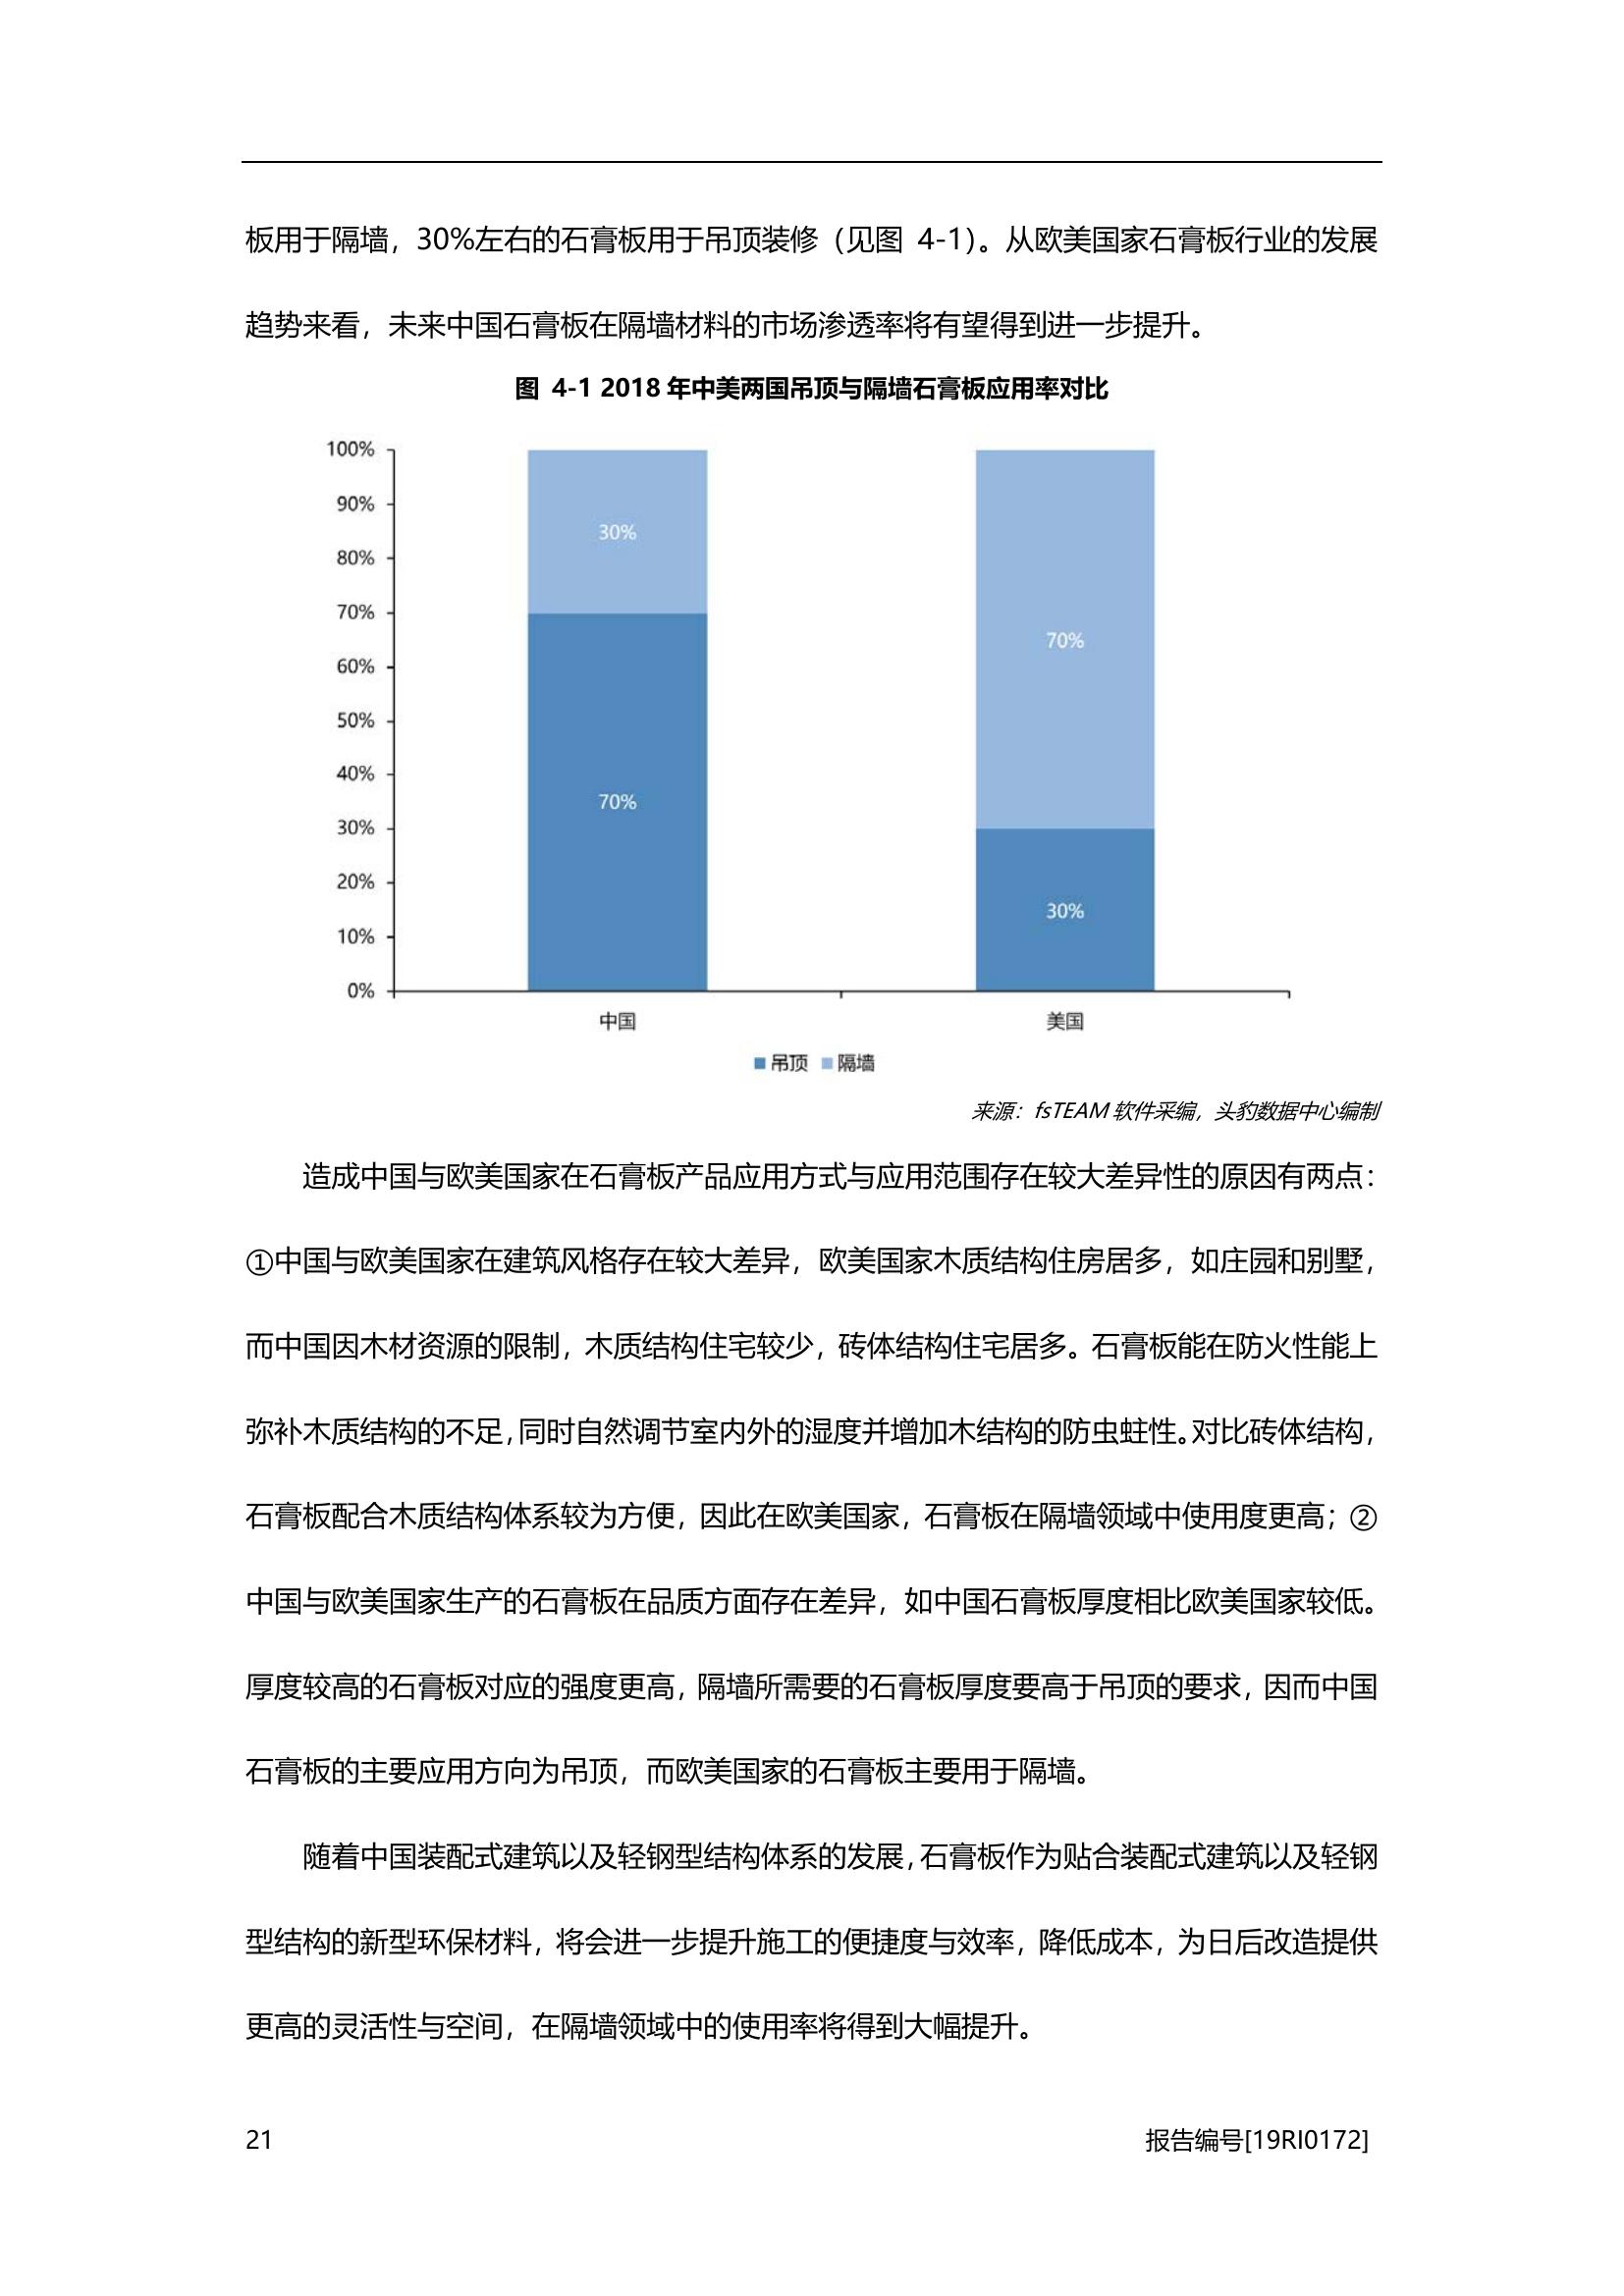 板用于隔墙，30%左右的石膏板用于吊顶装修（见图 4-1）。从欧美国家石膏板行业的发展
趋势来看，未来中国石膏板在隔墙材料的市场渗透率将有望得到进一步提升。
图 4-1 2018 年中美两国吊顶与隔墙石膏板应用率对比
100%
90%
80%
70%
60%
50%
40%
30%
20%
10%
0%
30%
70%
70%
30%
中国
美国
吊顶 隔墙
来源：fsTEAM 软件采编，头豹数据中心编制
造成中国与欧美国家在石膏板产品应用方式与应用范围存在较大差异性的原因有两点：
①中国与欧美国家在建筑风格存在较大差异，欧美国家木质结构住房居多，如庄园和别墅，
而中国因木材资源的限制，木质结构住宅较少，砖体结构住宅居多。石膏板能在防火性能上
弥补木质结构的不足，同时自然调节室内外的湿度并增加木结构的防虫蛀性。对比砖体结构，
石膏板配合木质结构体系较为方便，因此在欧美国家，石膏板在隔墙领域中使用度更高；②
中国与欧美国家生产的石膏板在品质方面存在差异，如中国石膏板厚度相比欧美国家较低。
厚度较高的石膏板对应的强度更高，隔墙所需要的石膏板厚度要高于吊顶的要求，因而中国
石膏板的主要应用方向为吊顶，而欧美国家的石膏板主要用于隔墙。
随着中国装配式建筑以及轻钢型结构体系的发展，石膏板作为贴合装配式建筑以及轻钢
型结构的新型环保材料，将会进一步提升施工的便捷度与效率，降低成本，为日后改造提供
更高的灵活性与空间，在隔墙领域中的使用率将得到大幅提升。
21
报告编号[19RI0172]